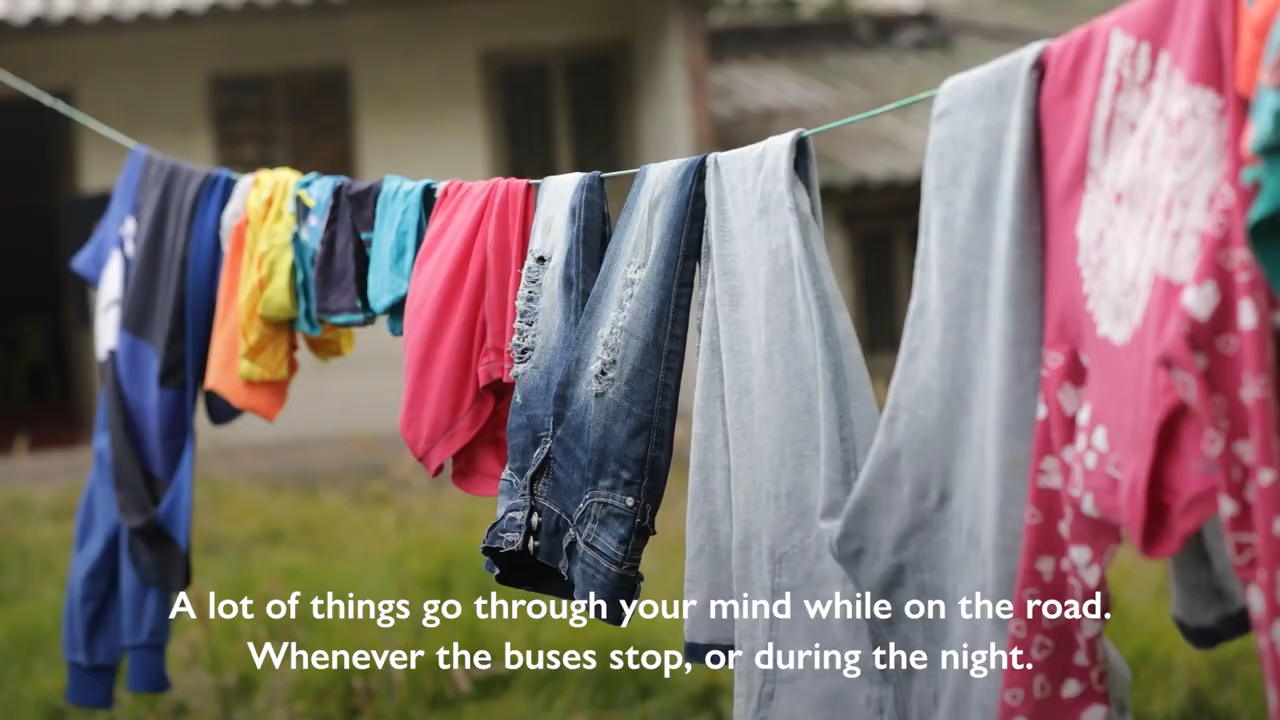 A lot of things go through your mind while on the road.
Whenever the buses stop, or during the night.